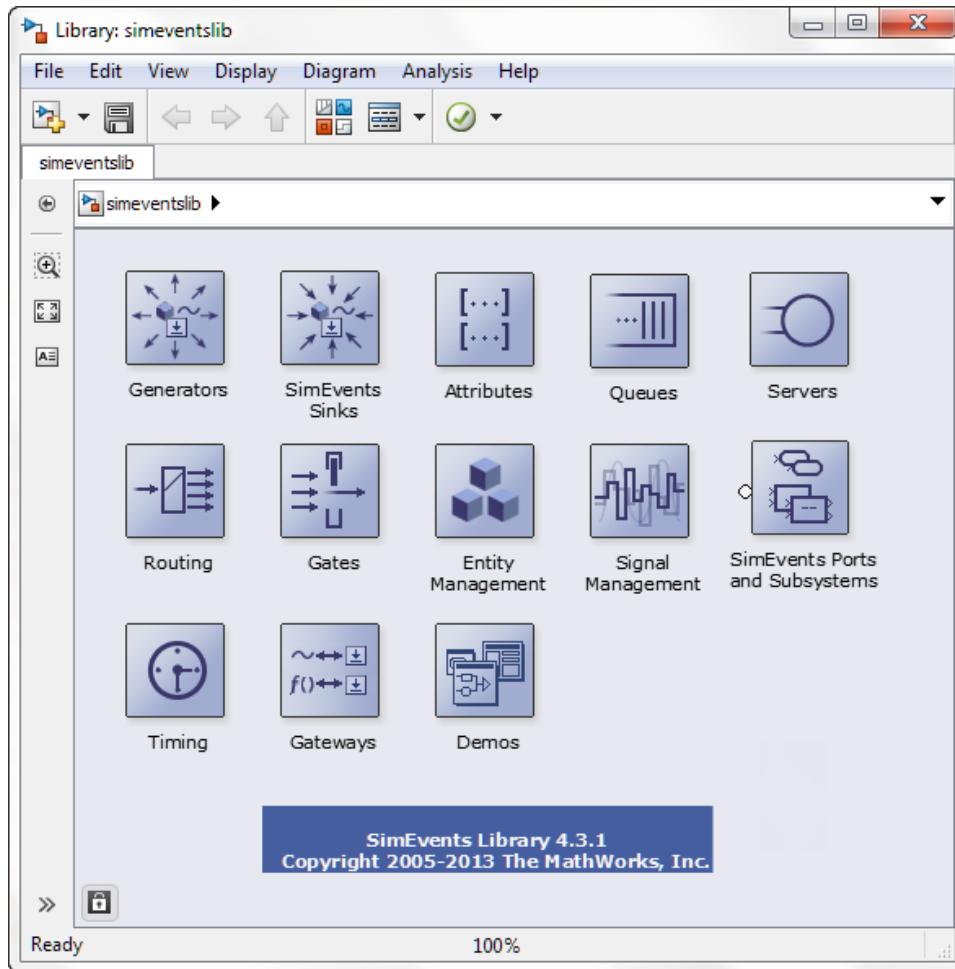 Library: simeventslib
File Edit View Display Diagram Analysis Help
simeventslib
simeventslib
Generators
SimEvents
Sinks
Attributes
Queues
Servers
Routing
Gates
Entity
Management
Signal
Management
SimEvents Ports
and Subsystems
Timing
f()
Gateways
Demos
SimEvents Library 4.3.1
Copyright 2005-2013 The MathWorks, Inc.
Ready
100%